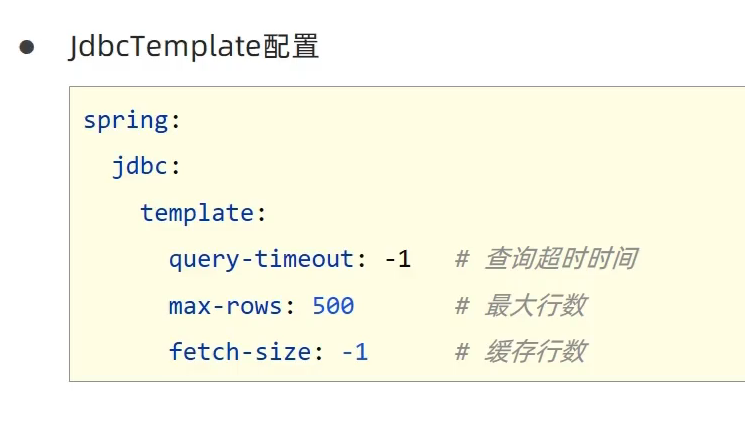 ● JdbcTemplate配置
spring:
  jdbc:
    template:
      query-timeout: -1   # 查询超时时间
      max-rows: 500       # 最大行数
      fetch-size: -1      # 缓存行数